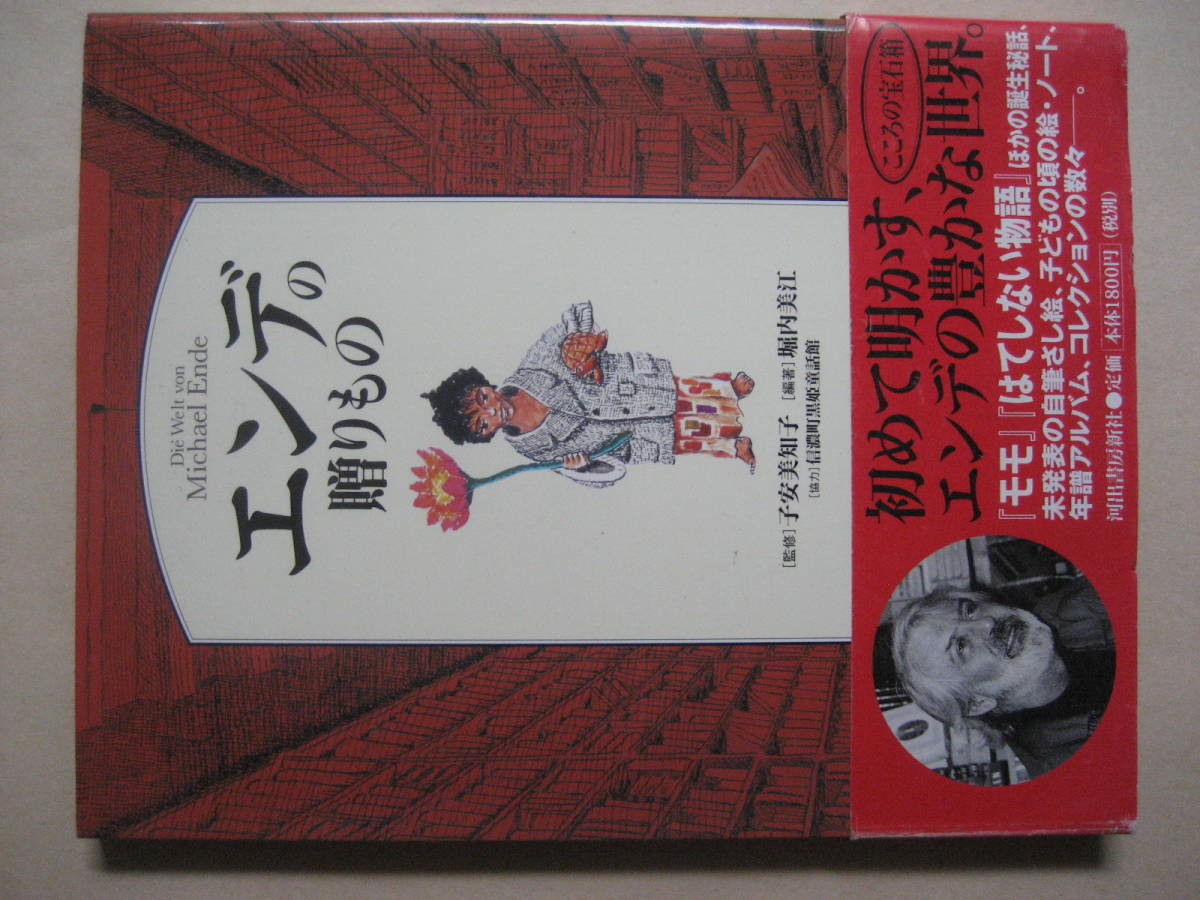 Die Welt von
Michael Ende
エンデの
贈りもの
[監修]子安美知子 [編著]堀内美江
[協力]信濃町黒姫童話館
こころの宝石箱
初めて明かす、
エンデの豊かな世界。
『モモ』『はてしない物語』ほかの誕生秘話、
未発表の自筆さし絵、子どもの頃の絵・ノート、
年譜アルバム、コレクションの数々――。
河出書房新社●定価 本体1800円(税別)